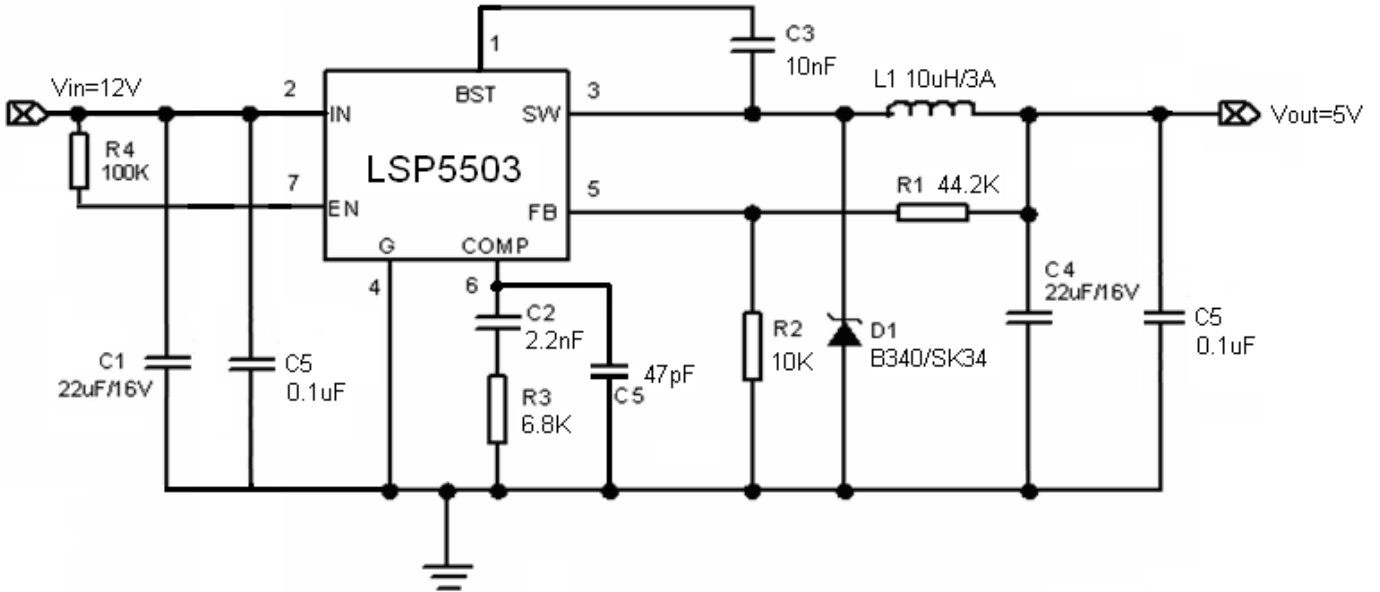 1
C3
10nF
Vin=12V
2
BST
3
L1 10uH/3A
IN
SW
Vout=5V
R4
100K
LSP5503
7
5
R1 44.2K
EN
FB
G
COMP
4
6
C4
22uF/16V
C2
2.2nF
R2
10K
D1
B340/SK34
C5
0.1uF
C1
22uF/16V
C5
0.1uF
47pF
C5
R3
6.8K